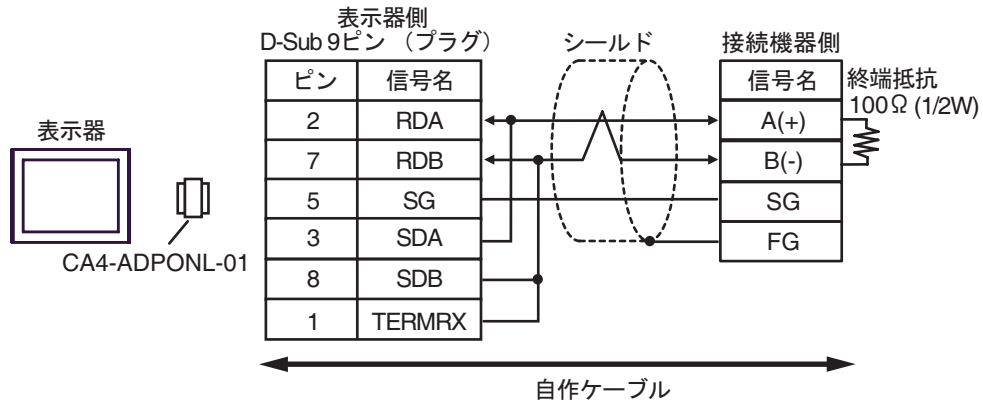 表示器側
D-Sub 9ピン （プラグ）
シールド
接続機器側
ピン 信号名
信号名
終端抵抗
100Ω (1/2W)
2 RDA
A(+)
7 RDB
B(-)
5 SG
SG
3 SDA
FG
8 SDB
1 TERMRX
表示器
CA4-ADPONL-01
自作ケーブル